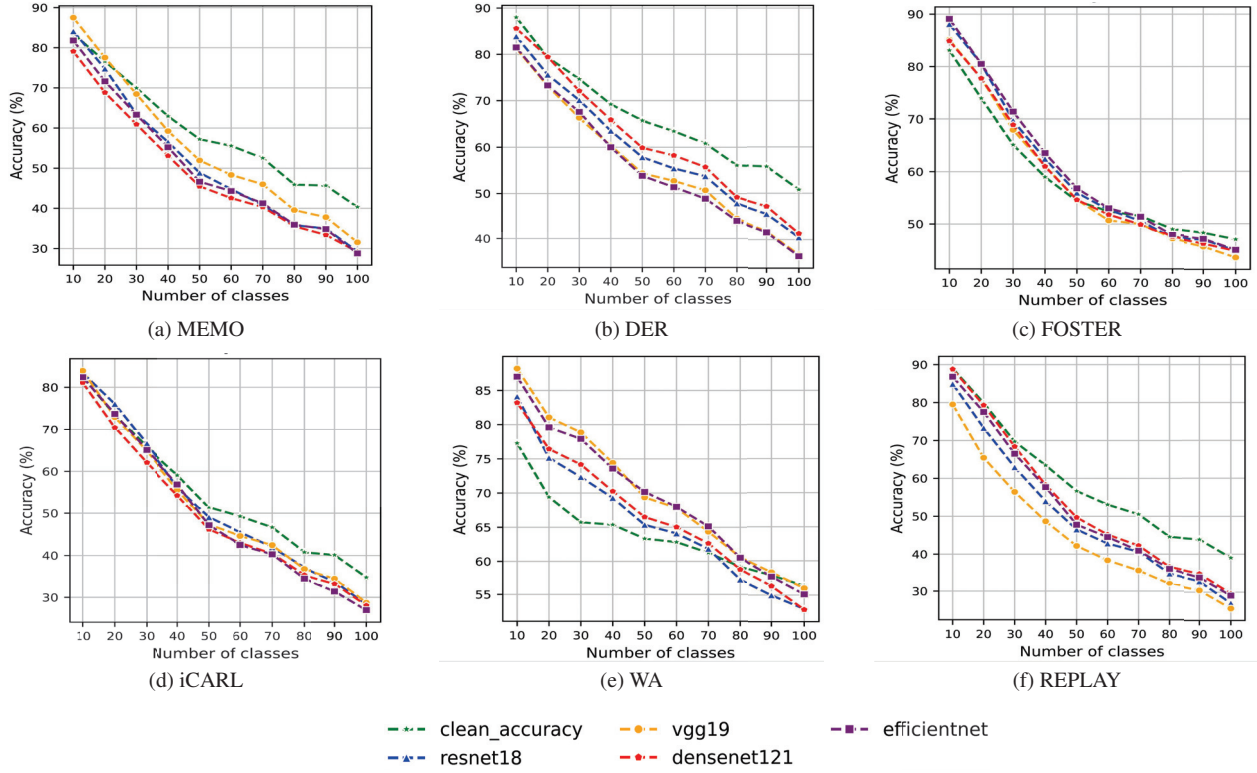 90
80
70
60
50
40
30
10 20 30 40 50 60 70 80 90 100
Accuracy (%)
Number of classes
(a) MEMO
90
80
70
60
50
40
10 20 30 40 50 60 70 80 90 100
Accuracy (%)
Number of classes
(b) DER
90
80
70
60
50
10 20 30 40 50 60 70 80 90 100
Accuracy (%)
Number of classes
(c) FOSTER
80
70
60
50
40
30
10 20 30 40 50 60 70 80 90 100
Accuracy (%)
Number of classes
(d) iCARL
85
80
75
70
65
60
55
10 20 30 40 50 60 70 80 90 100
Accuracy (%)
Number of classes
(e) WA
90
80
70
60
50
40
30
10 20 30 40 50 60 70 80 90 100
Accuracy (%)
Number of classes
(f) REPLAY
clean_accuracy vgg19 efficientnet
resnet18 densenet121